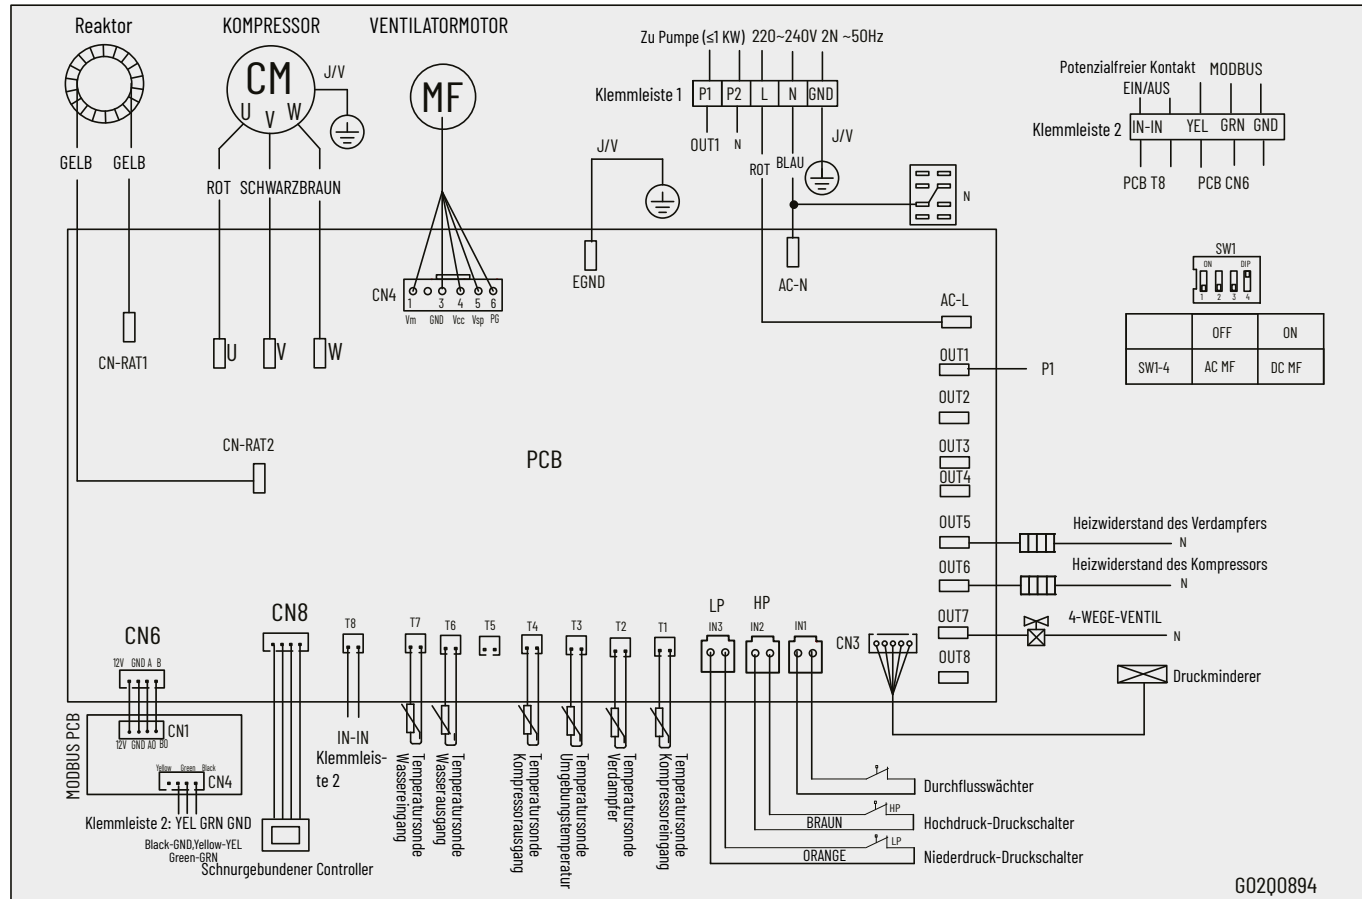 Reaktor
KOMPRESSOR
VENTILATORMOTOR
CM
U V W
J/V
MF
GELB GELB
ROT SCHWARZBRAUN
Zu Pumpe (≤1 KW) 220~240V 2N ~50Hz
Klemmleiste 1
P1 P2 L N GND
OUT1 N
ROT BLAU
J/V
J/V
N
Potenzialfreier Kontakt
EIN/AUS
MODBUS
Klemmleiste 2
IN-IN YEL GRN GND
PCB T8 PCB CN6
SW1
ON DIP
1 2 3 4
OFF ON
SW1-4 AC MF DC MF
CN4
1 3 4 5 6
Vm GND Vcc Vsp PG
EGND
AC-N
AC-L
CN-RAT1
U V W
CN-RAT2
PCB
OUT1
P1
OUT2
OUT3
OUT4
OUT5
Heizwiderstand des Verdampfers
N
OUT6
Heizwiderstand des Kompressors
N
OUT7
4-WEGE-VENTIL
N
OUT8
Druckminderer
CN6
12V GND A B
CN8
T8
T7
T6
T5
T4
T3
T2
T1
LP
IN3
HP
IN2
IN1
CN3
MODBUS PCB
CN1
12V GND A0 B0
Yellow Green Black
CN4
Klemmleiste 2: YEL GRN GND
Black-GND,Yellow-YEL
Green-GRN
Schnurgebundener Controller
IN-IN
Klemmleis-
te 2
Temperatursonde
Wassereingang
Temperatursonde
Wasserausgang
Temperatursonde
Kompressorausgang
Temperatursonde
Umgebungstemperatur
Temperatursonde
Verdampfer
Temperatursonde
Kompressoreingang
Durchflusswächter
HP
BRAUN
Hochdruck-Druckschalter
LP
ORANGE
Niederdruck-Druckschalter
G02Q0894